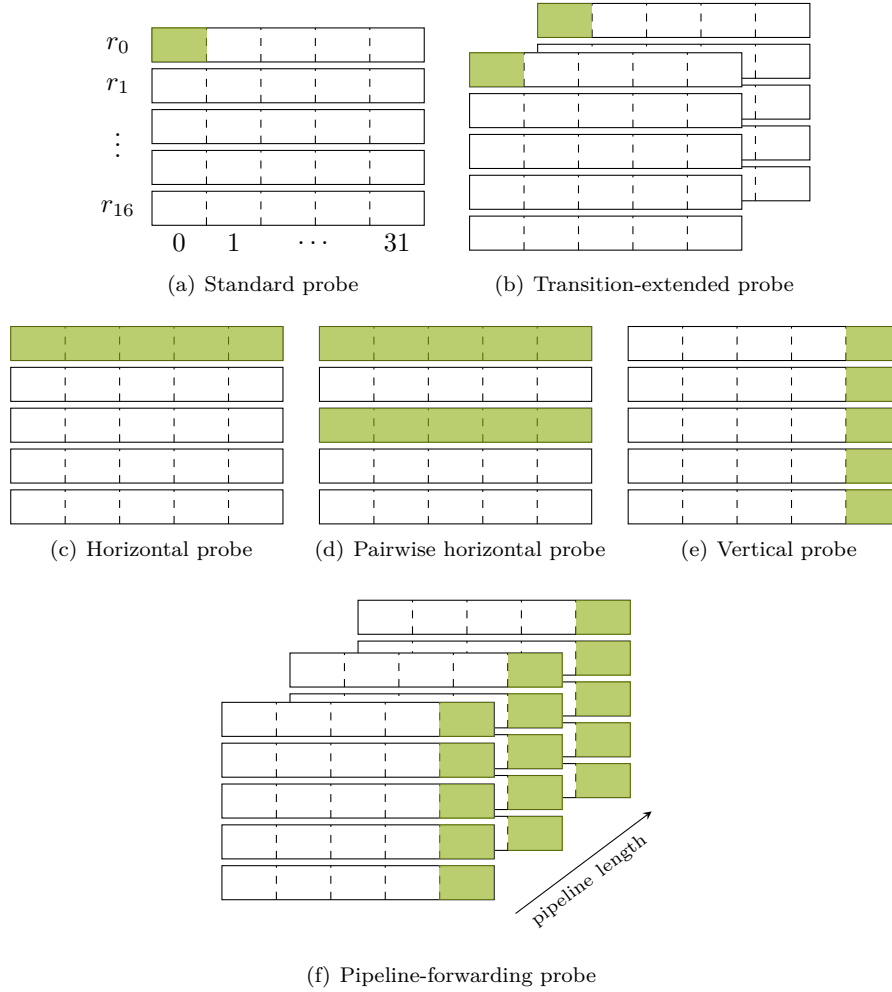 r₀
r₁
⋮
r₁₆
0 1 ⋯ 31
(a) Standard probe
(b) Transition-extended probe
(c) Horizontal probe
(d) Pairwise horizontal probe
(e) Vertical probe
pipeline length
(f) Pipeline-forwarding probe